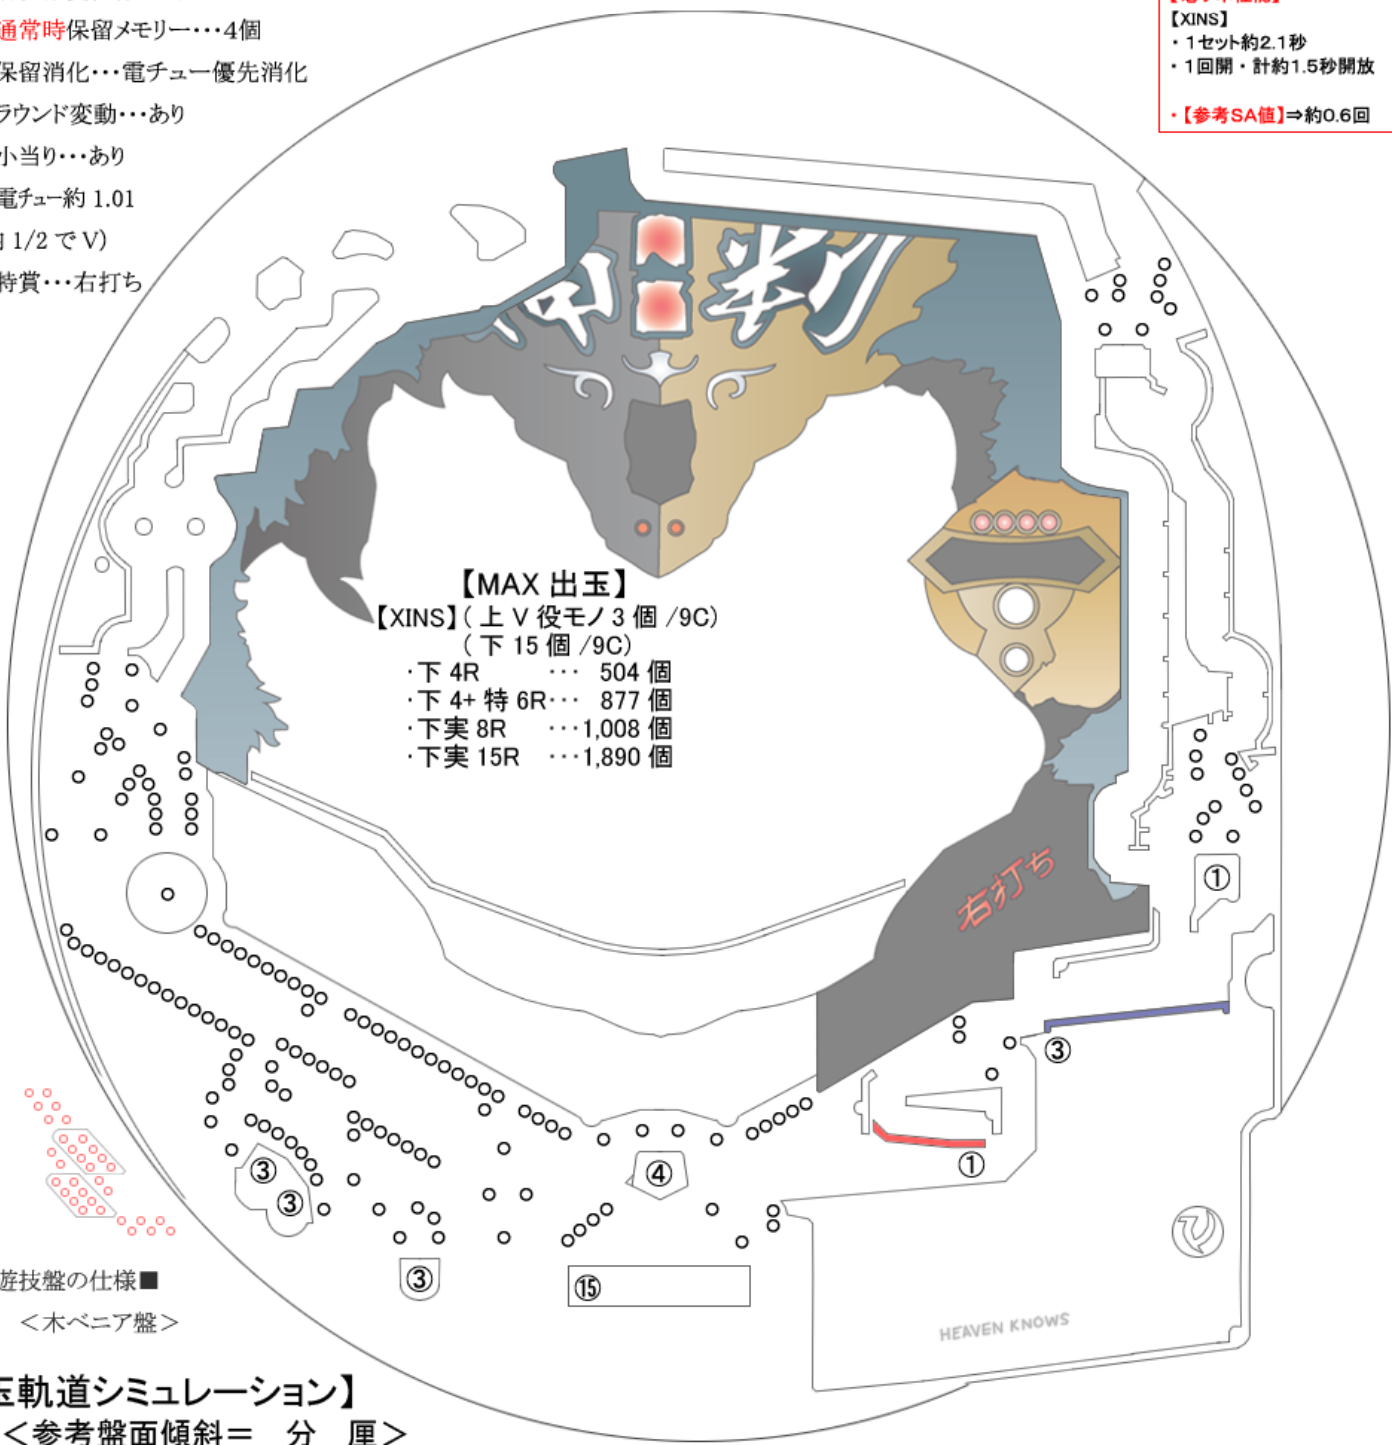 通常時保留メモリー・・・4個
保留消化・・・電チュー優先消化
ラウンド変動・・・あり
小当り・・・あり
電チュー約 1.01
1/2 で V)
特賞・・・右打ち
【XINS】
・1セット約2.1秒
・1回開・計約1.5秒開放
・【参考SA値】⇒約0.6回
判
【MAX 出玉】
【XINS】( 上 V 役モノ 3 個 /9C)
( 下 15 個 /9C)
・下 4R ・・・ 504 個
・下 4+ 特 6R・・・ 877 個
・下実 8R ・・・1,008 個
・下実 15R ・・・1,890 個
右打ち
①
③
①
④
③
③
③
⑮
遊技盤の仕様■
＜木ベニア盤＞
HEAVEN KNOWS
玉軌道シミュレーション】
＜参考盤面傾斜＝ 分 厘＞